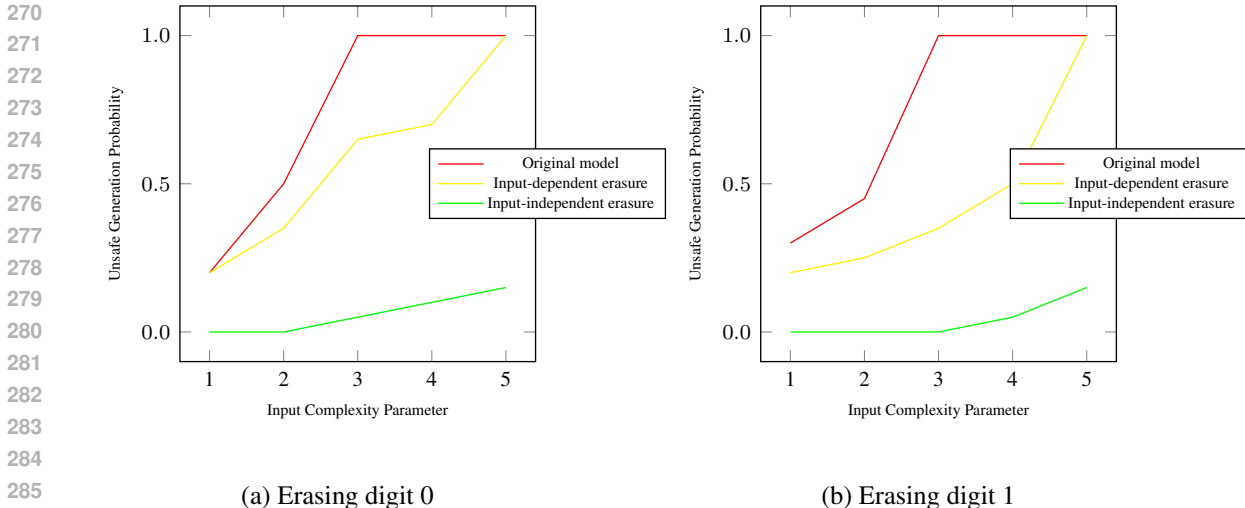 270
271
272
273
274
275
276
277
278
279
280
281
282
283
284
285
1.0
0.5
0.0
Unsafe Generation Probability
Original model
Input-dependent erasure
Input-independent erasure
1 2 3 4 5
Input Complexity Parameter
(a) Erasing digit 0
1.0
0.5
0.0
Unsafe Generation Probability
Original model
Input-dependent erasure
Input-independent erasure
1 2 3 4 5
Input Complexity Parameter
(b) Erasing digit 1